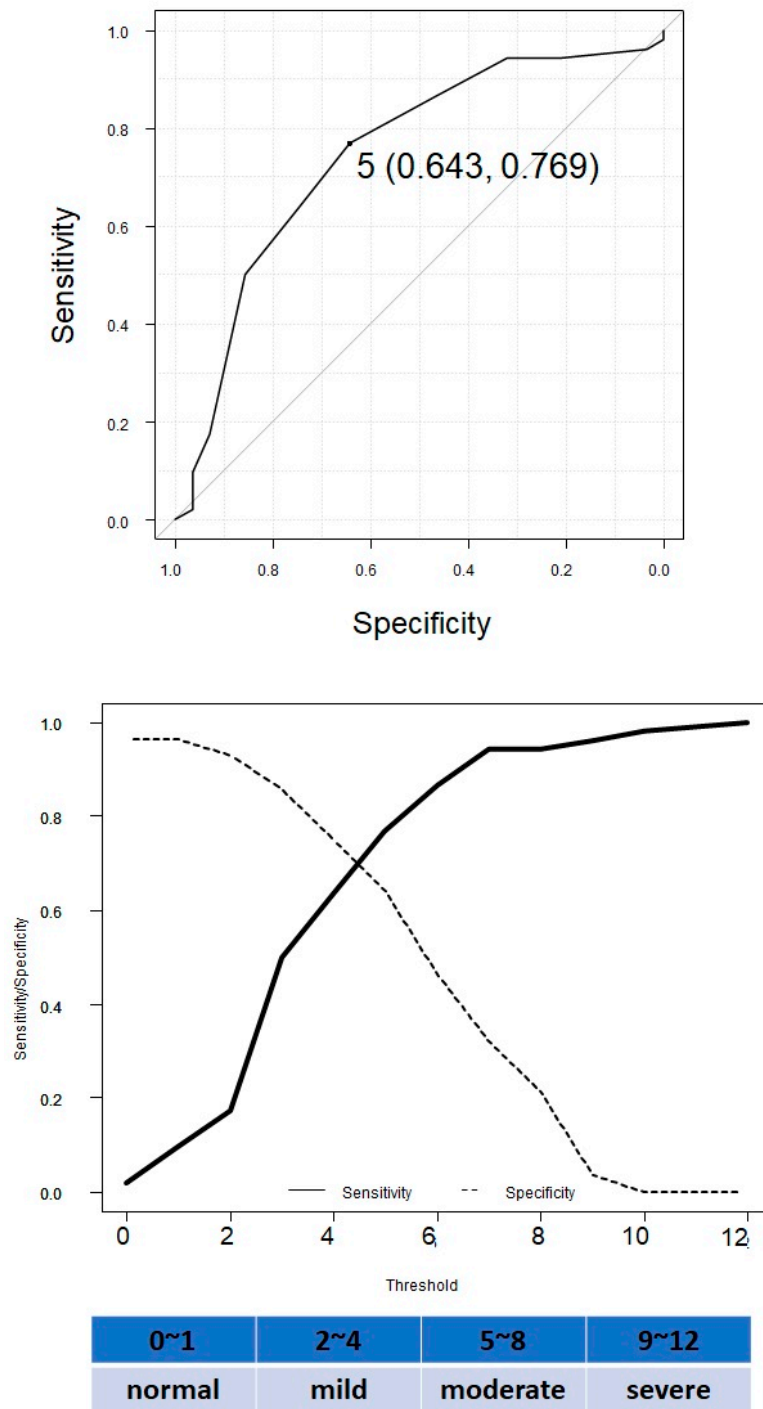 1.0
0.8
0.6
0.4
0.2
0.0
Sensitivity
5 (0.643, 0.769)
1.0 0.8 0.6 0.4 0.2 0.0
Specificity
1.0
0.8
0.6
0.4
0.2
0.0
Sensitivity/Specificity
Sensitivity Specificity
0 2 4 6 8 10 12
Threshold
0~1 2~4 5~8 9~12
normal mild moderate severe